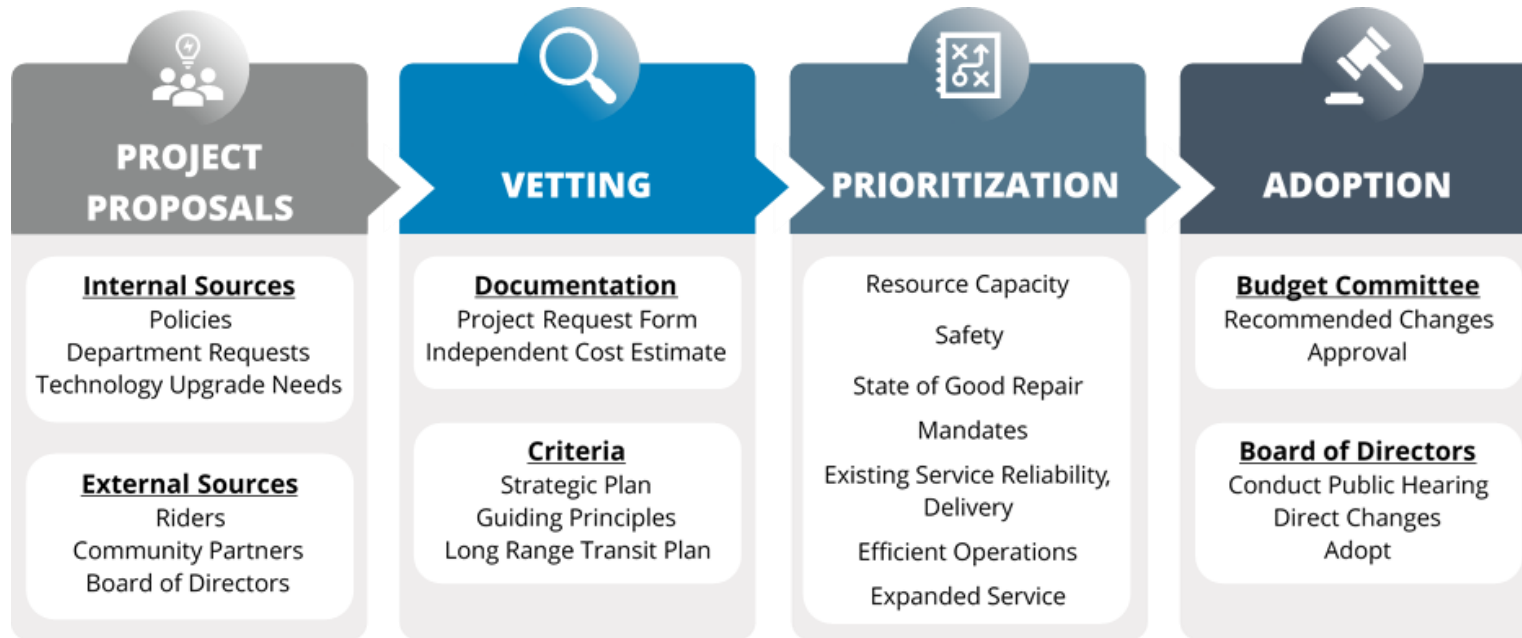 PROJECT
PROPOSALS
Internal Sources
Policies
Department Requests
Technology Upgrade Needs
External Sources
Riders
Community Partners
Board of Directors
VETTING
Documentation
Project Request Form
Independent Cost Estimate
Criteria
Strategic Plan
Guiding Principles
Long Range Transit Plan
PRIORITIZATION
Resource Capacity
Safety
State of Good Repair
Mandates
Existing Service Reliability,
Delivery
Efficient Operations
Expanded Service
ADOPTION
Budget Committee
Recommended Changes
Approval
Board of Directors
Conduct Public Hearing
Direct Changes
Adopt